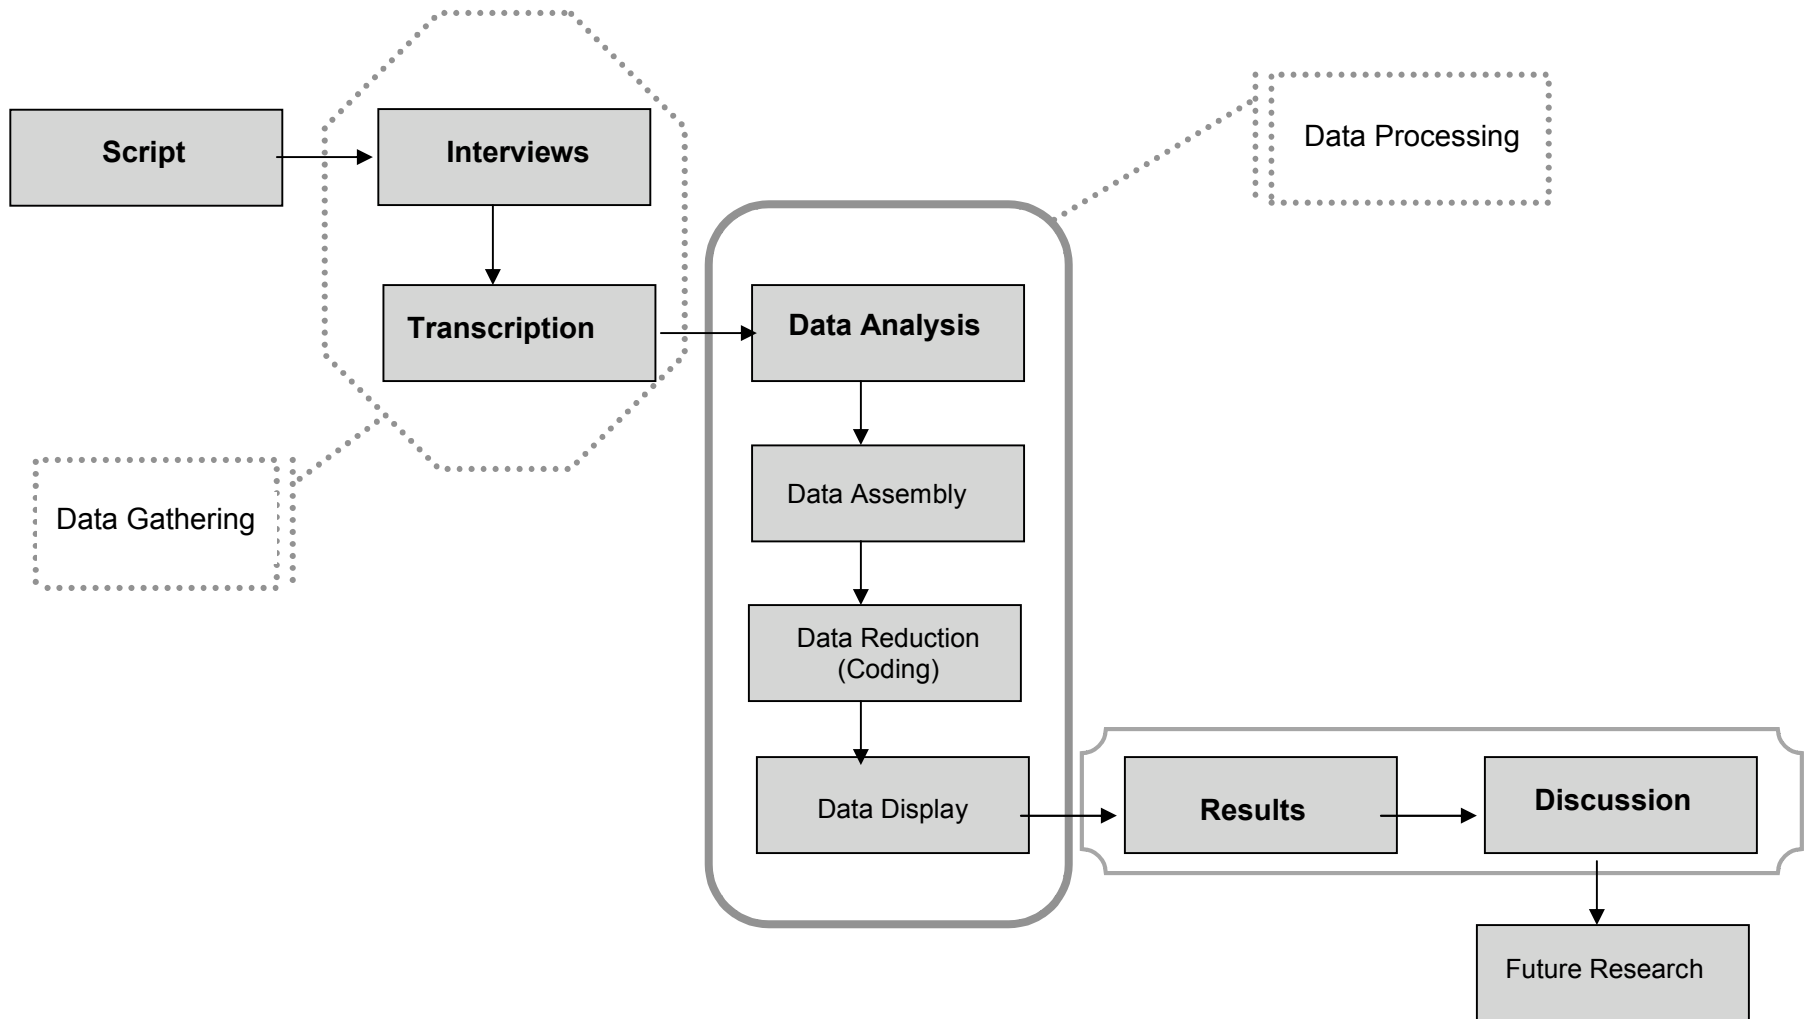 Script
Interviews
Data Processing
Transcription
Data Analysis
Data Gathering
Data Assembly
Data Reduction
(Coding)
Data Display
Results
Discussion
Future Research